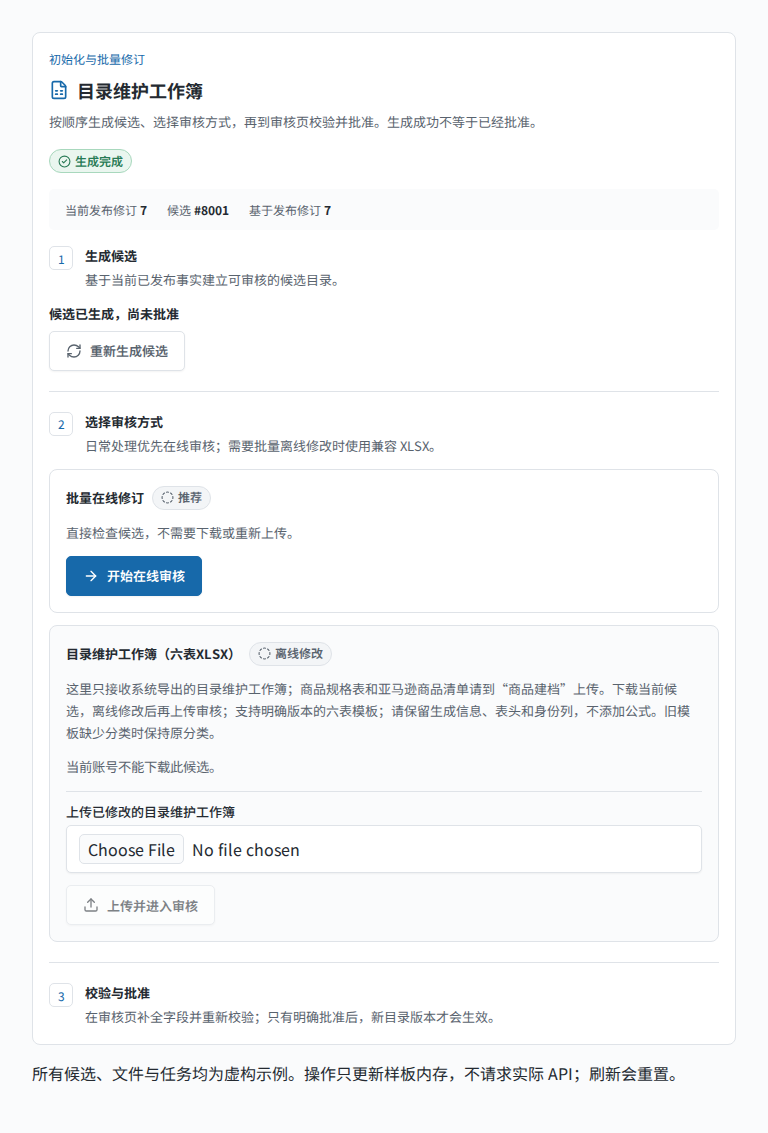 初始化与批量修订
目录维护工作簿
按顺序生成候选、选择审核方式，再到审核页校验并批准。生成成功不等于已经批准。
生成完成
当前发布修订 7 候选 #8001 基于发布修订 7
1 生成候选
基于当前已发布事实建立可审核的候选目录。
候选已生成，尚未批准
重新生成候选
2 选择审核方式
日常处理优先在线审核；需要批量离线修改时使用兼容 XLSX。
批量在线修订 推荐
直接检查候选，不需要下载或重新上传。
开始在线审核
目录维护工作簿（六表XLSX） 离线修改
这里只接收系统导出的目录维护工作簿；商品规格表和亚马逊商品清单请到“商品建档”上传。下载当前候
选，离线修改后再上传审核；支持明确版本的六表模板；请保留生成信息、表头和身份列，不添加公式。旧模
板缺少分类时保持原分类。
当前账号不能下载此候选。
上传已修改的目录维护工作簿
Choose File No file chosen
上传并进入审核
3 校验与批准
在审核页补全字段并重新校验；只有明确批准后，新目录版本才会生效。
所有候选、文件与任务均为虚构示例。操作只更新样板内存，不请求实际 API；刷新会重置。